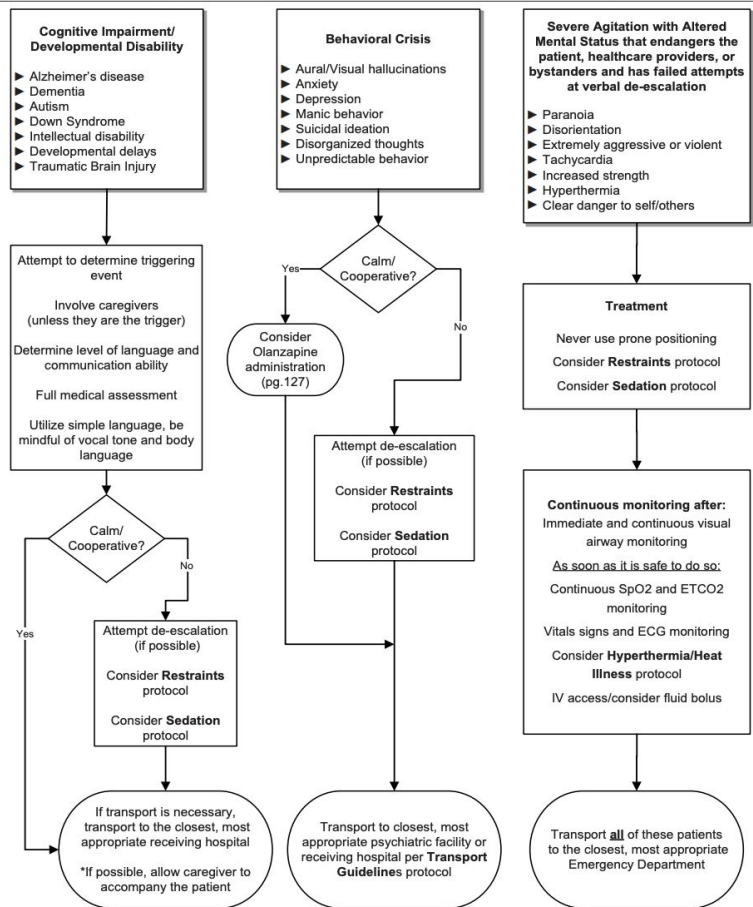 Cognitive Impairment/
Developmental Disability
► Alzheimer's disease
► Dementia
► Autism
► Down Syndrome
► Intellectual disability
► Developmental delays
► Traumatic Brain Injury
Attempt to determine triggering
event
Involve caregivers
(unless they are the trigger)
Determine level of language and
communication ability
Full medical assessment
Utilize simple language, be
mindful of vocal tone and body
language
Calm/
Cooperative?
Yes
No
Attempt de-escalation
(if possible)
Consider Restraints
protocol
Consider Sedation
protocol
If transport is necessary,
transport to the closest, most
appropriate receiving hospital
*If possible, allow caregiver to
accompany the patient
Behavioral Crisis
► Aural/Visual hallucinations
► Anxiety
► Depression
► Manic behavior
► Suicidal ideation
► Disorganized thoughts
► Unpredictable behavior
Calm/
Cooperative?
Yes
No
Consider
Olanzapine
administration
(pg.127)
Attempt de-escalation
(if possible)
Consider Restraints
protocol
Consider Sedation
protocol
Transport to closest, most
appropriate psychiatric facility or
receiving hospital per Transport
Guidelines protocol
Severe Agitation with Altered
Mental Status that endangers the
patient, healthcare providers, or
bystanders and has failed attempts
at verbal de-escalation
► Paranoia
► Disorientation
► Extremely aggressive or violent
► Tachycardia
► Increased strength
► Hyperthermia
► Clear danger to self/others
Treatment
Never use prone positioning
Consider Restraints protocol
Consider Sedation protocol
Continuous monitoring after:
Immediate and continuous visual
airway monitoring
As soon as it is safe to do so:
Continuous SpO2 and ETCO2
monitoring
Vitals signs and ECG monitoring
Consider Hyperthermia/Heat
Illness protocol
IV access/consider fluid bolus
Transport all of these patients
to the closest, most appropriate
Emergency Department